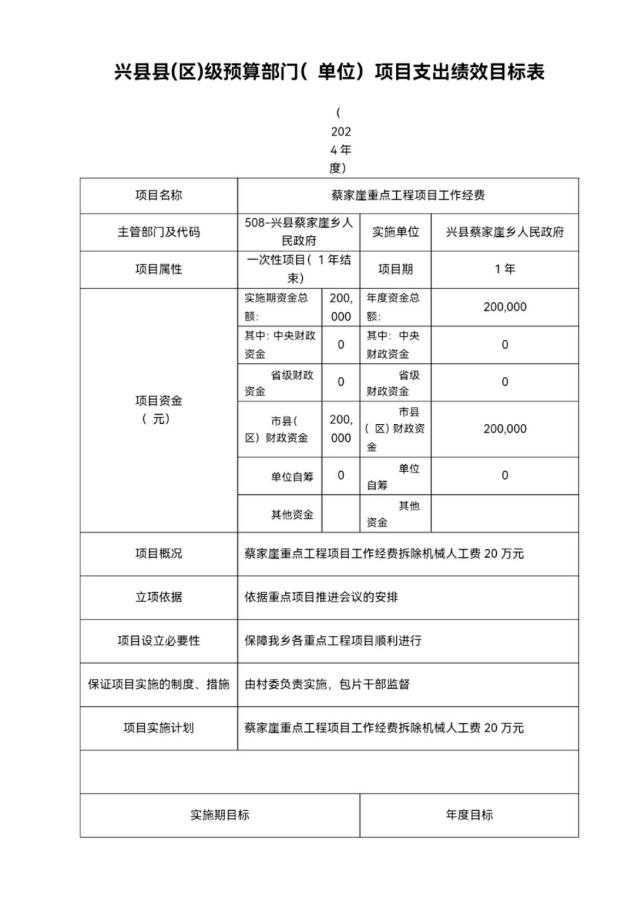 兴县县(区)级预算部门( 单位) 项目支出绩效目标表
(
202
4年
度)
项目名称
蔡家崖重点工程项目工作经费
主管部门及代码
508-兴县蔡家崖乡人
民政府
实施单位
兴县蔡家崖乡人民政府
项目属性
一次性项目( 1年结
束)
项目期
1年
项目资金
( 元)
实施期资金总
额:
200,
000
年度资金总
额:
200,000
其中: 中央财政
资金
0
其中: 中央
财政资金
0
省级财政
资金
0
省级
财政资金
0
市县(
区) 财政资金
200,
000
市县
( 区) 财政资
金
200,000
单位自筹
0
单位
自筹
0
其他资金
其他
资金
项目概况
蔡家崖重点工程项目工作经费拆除机械人工费 20 万元
立项依据
依据重点项目推进会议的安排
项目设立必要性
保障我乡各重点工程项目顺利进行
保证项目实施的制度、措施
由村委负责实施，包片干部监督
项目实施计划
蔡家崖重点工程项目工作经费拆除机械人工费 20 万元
实施期目标
年度目标